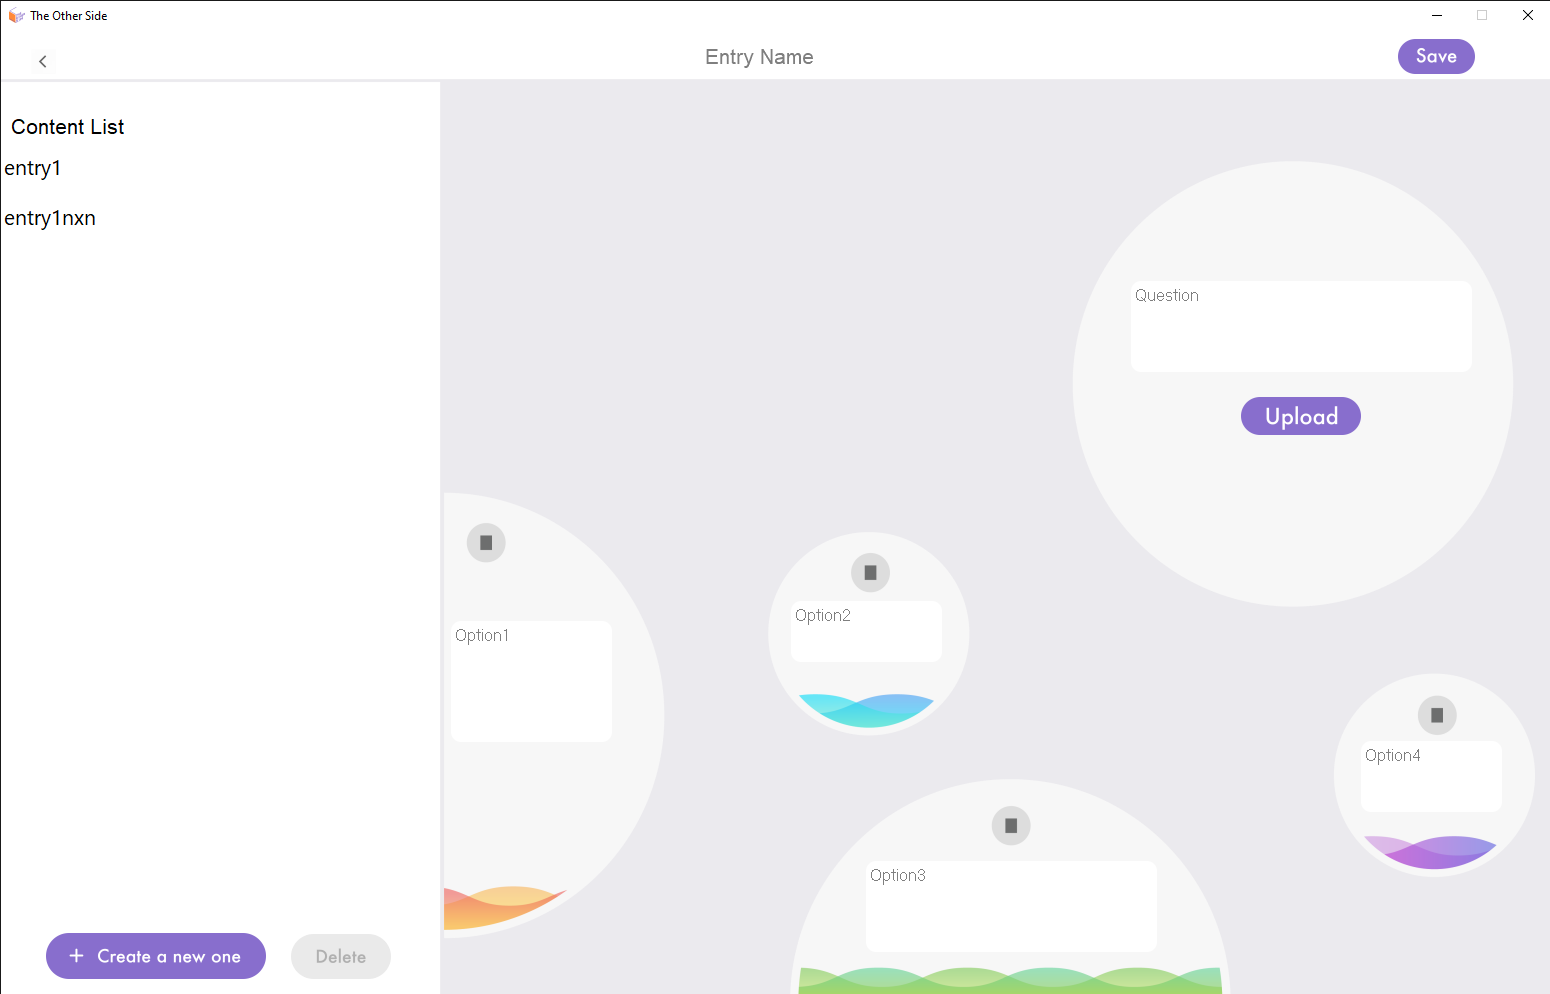 The Other Side
Entry Name
Save
Content List
entry1
entry1nxn
Question
Upload
Option1
Option2
Option3
Option4
+ Create a new one
Delete